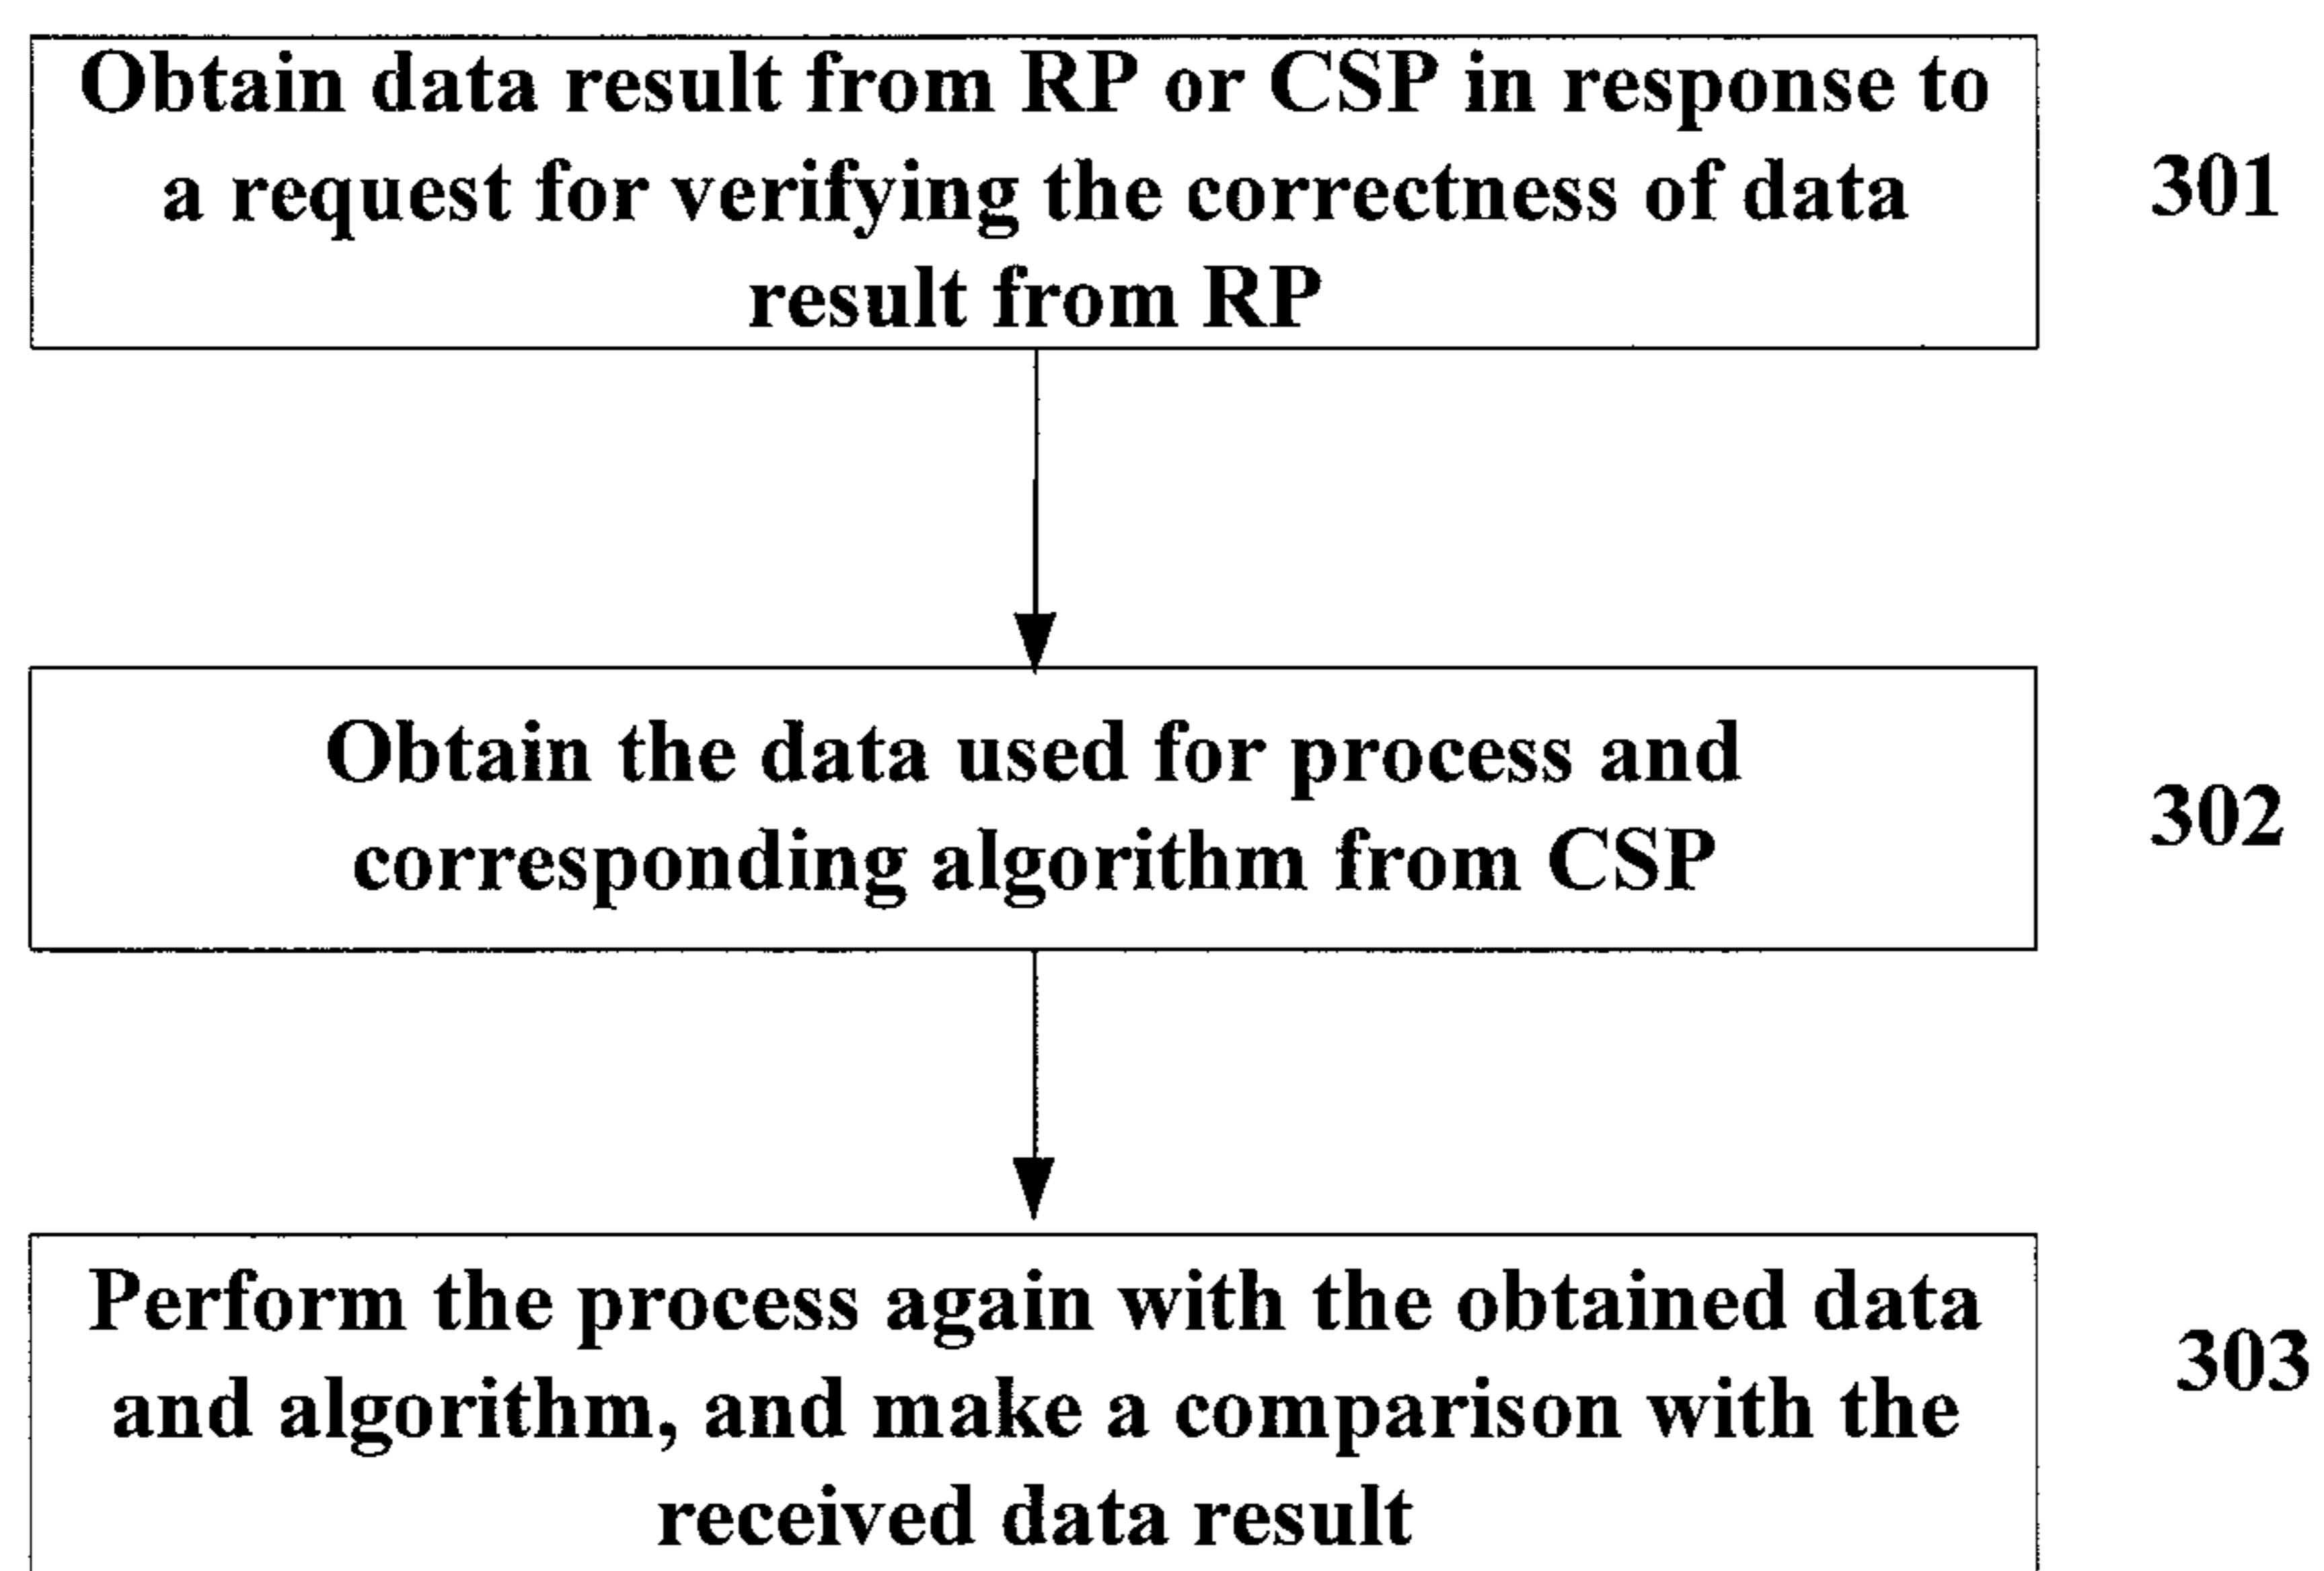 Obtain data result from RP or CSP in response to
a request for verifying the correctness of data
result from RP
301
Obtain the data used for process and
corresponding algorithm from CSP
302
Perform the process again with the obtained data
and algorithm, and make a comparison with the
received data result
303